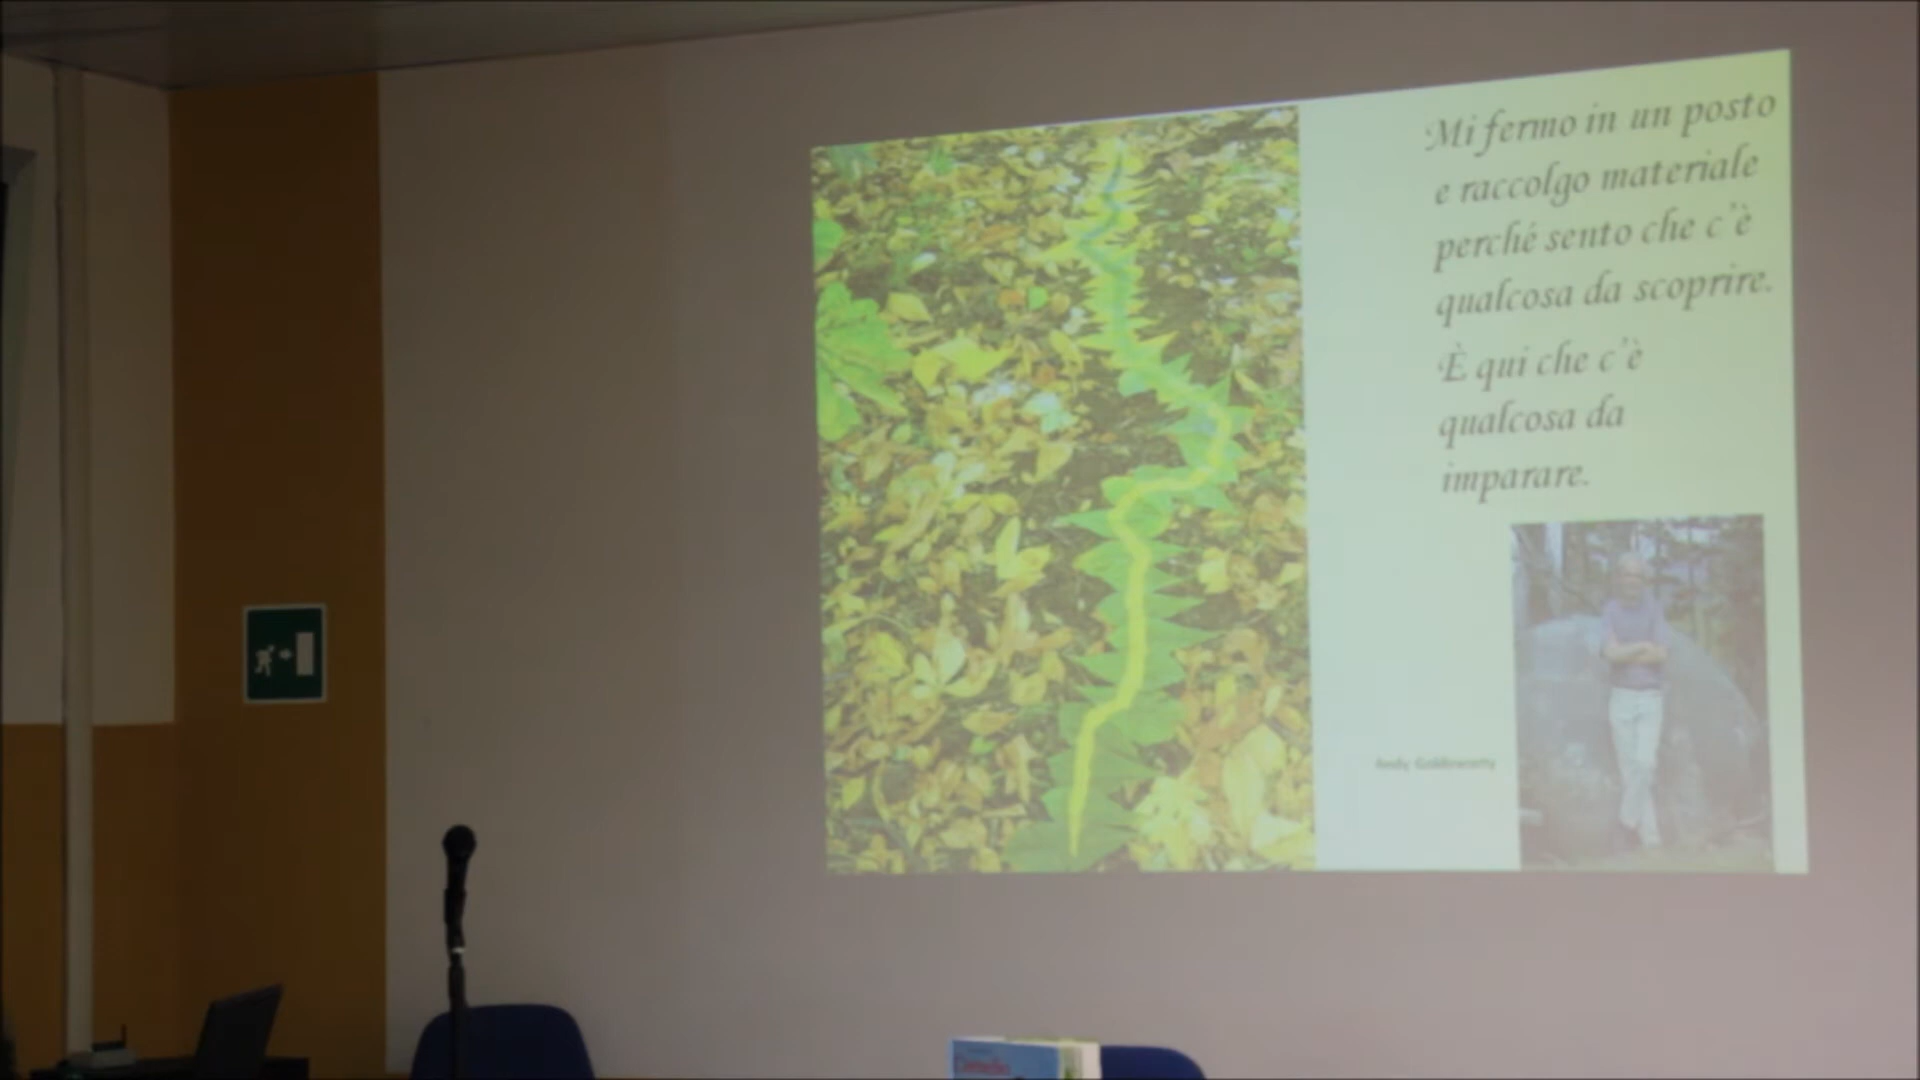 Mi fermo in un posto
e raccolgo materiale
perché sento che c'è
qualcosa da scoprire.
È qui che c'è
qualcosa da
imparare.
Andy Goldsworthy